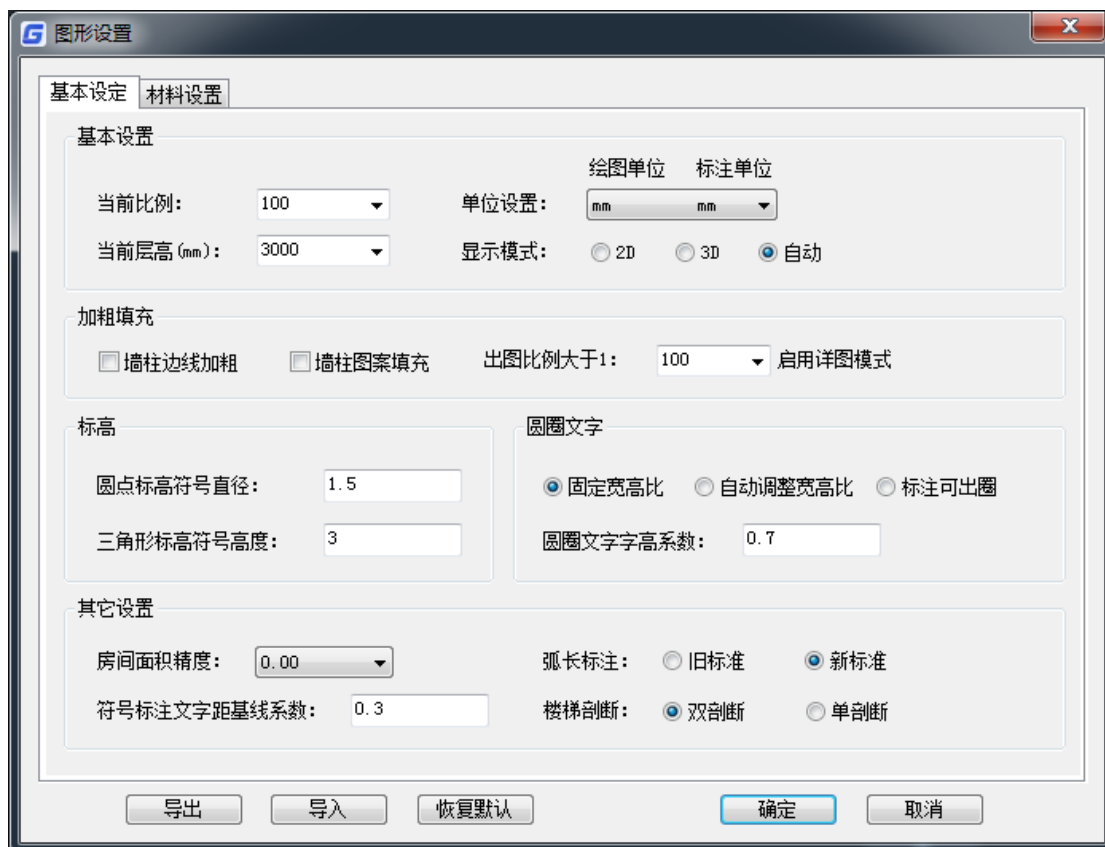 图形设置
基本设定 材料设置
基本设置
绘图单位 标注单位
当前比例: 100 单位设置: mm mm
当前层高(mm): 3000 显示模式: 2D 3D 自动
加粗填充
墙柱边线加粗 墙柱图案填充 出图比例大于1: 100 启用详图模式
标高 圆圈文字
圆点标高符号直径: 1.5 固定宽高比 自动调整宽高比 标注可出圈
三角形标高符号高度: 3 圆圈文字字高系数: 0.7
其它设置
房间面积精度: 0.00 弧长标注: 旧标准 新标准
符号标注文字距基线系数: 0.3 楼梯剖断: 双剖断 单剖断
导出 导入 恢复默认 确定 取消